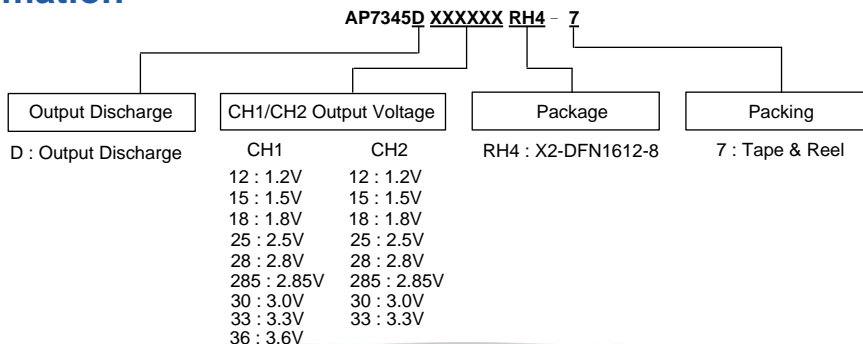 AP7345D XXXXXX RH4 - 7
Output Discharge
CH1/CH2 Output Voltage
Package
Packing
D : Output Discharge
CH1 CH2
RH4 : X2-DFN1612-8
7 : Tape & Reel
12 : 1.2V 12 : 1.2V
15 : 1.5V 15 : 1.5V
18 : 1.8V 18 : 1.8V
25 : 2.5V 25 : 2.5V
28 : 2.8V 28 : 2.8V
285 : 2.85V 285 : 2.85V
30 : 3.0V 30 : 3.0V
33 : 3.3V 33 : 3.3V
36 : 3.6V